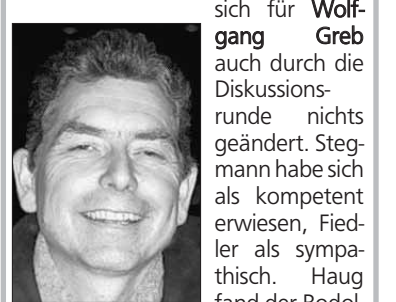 sich für Wolf-
gang Greb
auch durch die
Diskussions-
runde nichts
geändert. Steg-
mann habe sich
als kompetent
erwiesen, Fied-
ler als sympa-
thisch. Haug
fand der Rodel-